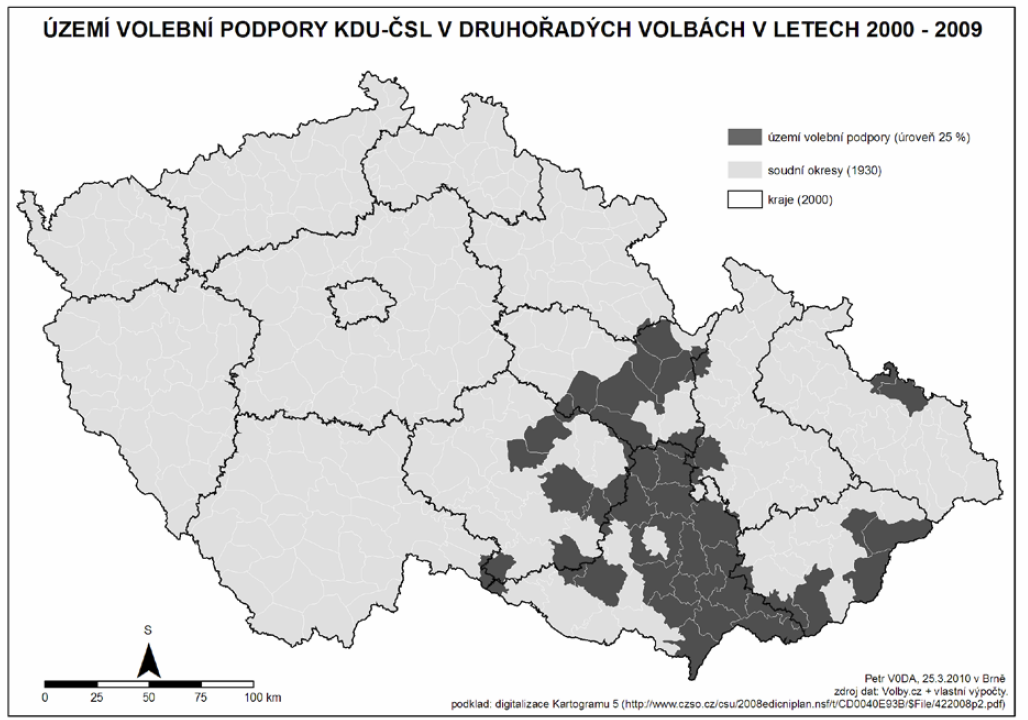 ÚZEMÍ VOLEBNÍ PODPORY KDU-ČSL V DRUHOŘADÝCH VOLBÁCH V LETECH 2000 - 2009
území volební podpory (úroveň 25 %)
soudní okresy (1930)
kraje (2000)
S
0 25 50 75 100 km
Petr VODA, 25.3.2010 v Brně
zdroj dat: Volby.cz + vlastní výpočty.
podklad: digitalizace Kartogramu 5 (http://www.czso.cz/csu/2008edicniplan.nsf/t/CD0040E93B/$File/422008p2.pdf)